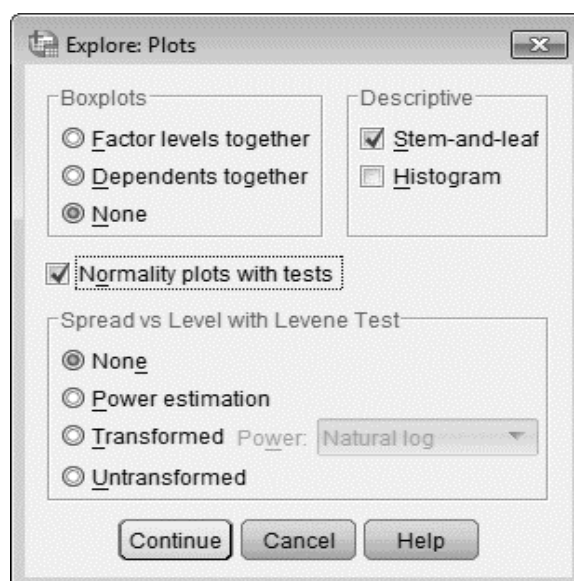 Explore: Plots
Boxplots
Factor levels together
Dependents together
None
Descriptive
Stem-and-leaf
Histogram
Normality plots with tests
Spread vs Level with Levene Test
None
Power estimation
Transformed Power: Natural log
Untransformed
Continue Cancel Help